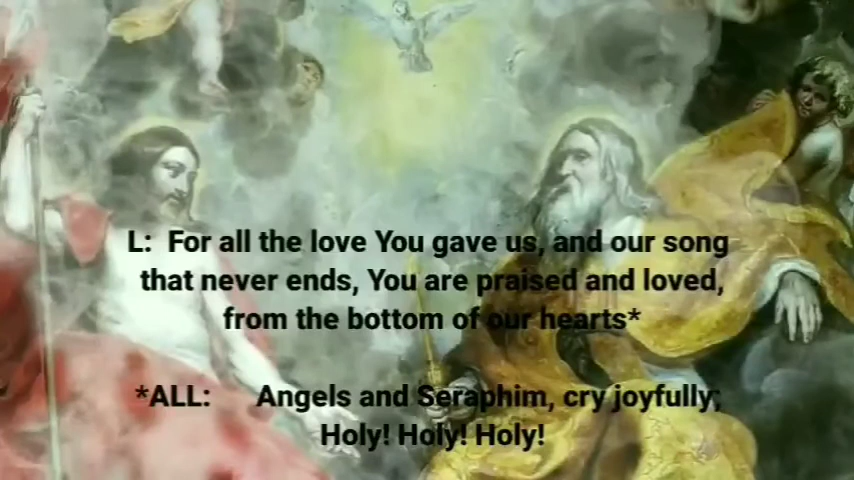 L: For all the love You gave us, and our song
that never ends, You are praised and loved,
from the bottom of our hearts*
*ALL: Angels and Seraphim, cry joyfully;
Holy! Holy! Holy!